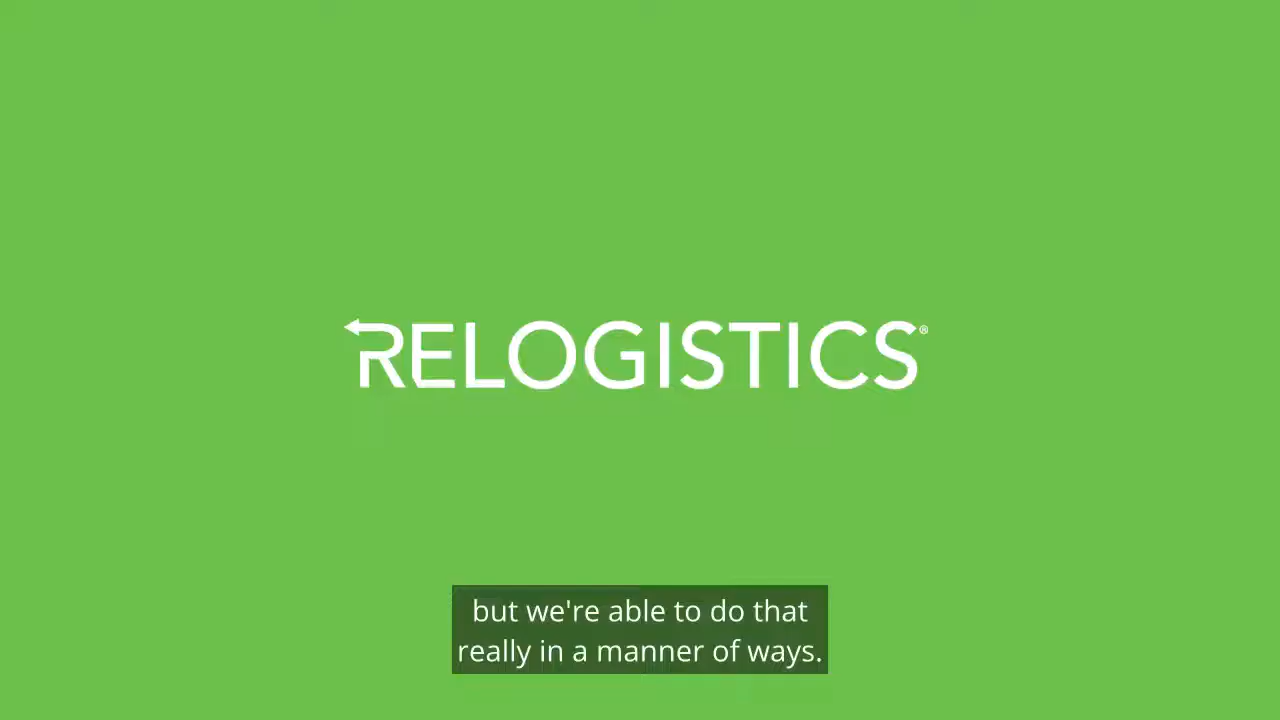 RELOGISTICS®
but we're able to do that
really in a manner of ways.